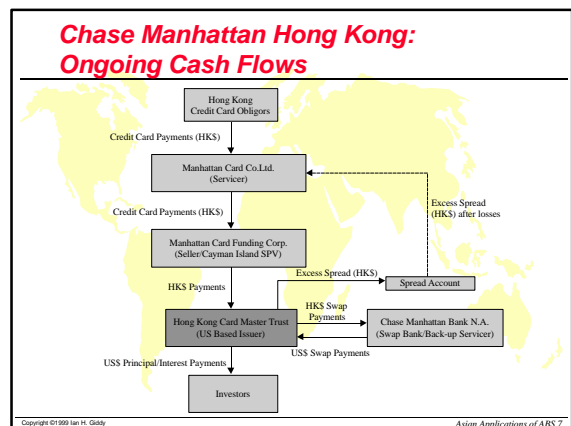 Chase Manhattan Hong Kong:
Ongoing Cash Flows
Hong Kong
Credit Card Obligors
Credit Card Payments (HK$)
Manhattan Card Co.Ltd.
(Servicer)
Excess Spread
(HK$) after losses
Credit Card Payments (HK$)
Manhattan Card Funding Corp.
(Seller/Cayman Island SPV)
Excess Spread (HK$)
Spread Account
HK$ Payments
HK$ Swap
Payments
Hong Kong Card Master Trust
(US Based Issuer)
Chase Manhattan Bank N.A.
(Swap Bank/Back-up Servicer)
US$ Swap Payments
US$ Principal/Interest Payments
Investors
Copyright ©1999 Ian H. Giddy
Asian Applications of ABS 7